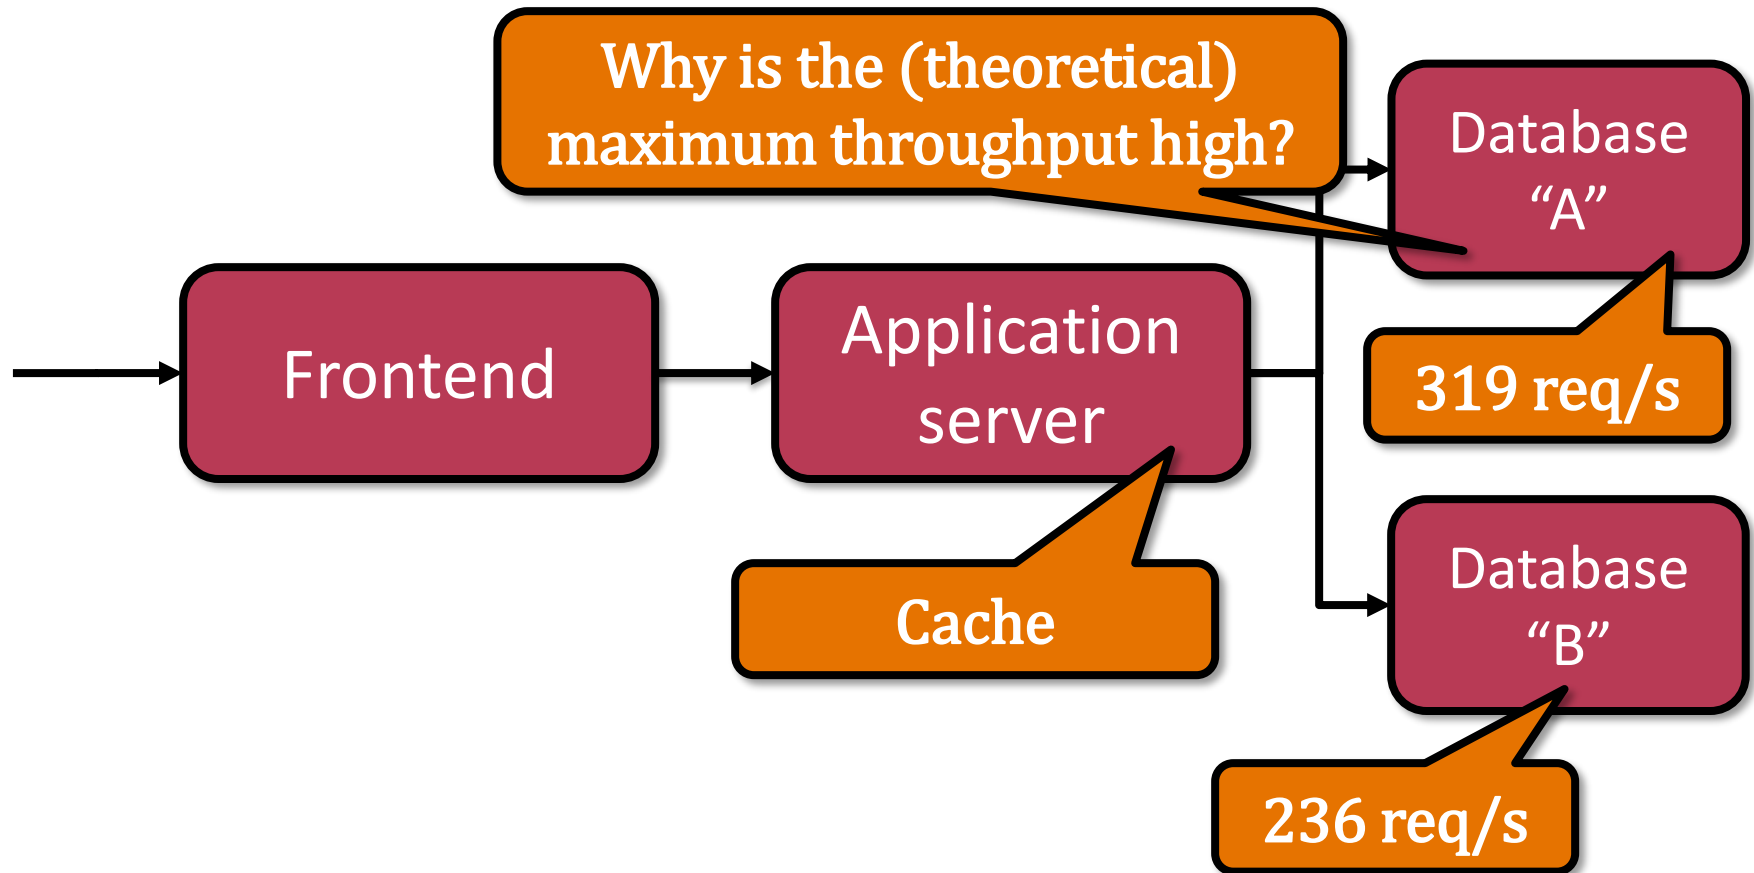 Why is the (theoretical)
maximum throughput high?
Database
“A”
Frontend
Application
server
319 req/s
Cache
Database
“B”
236 req/s